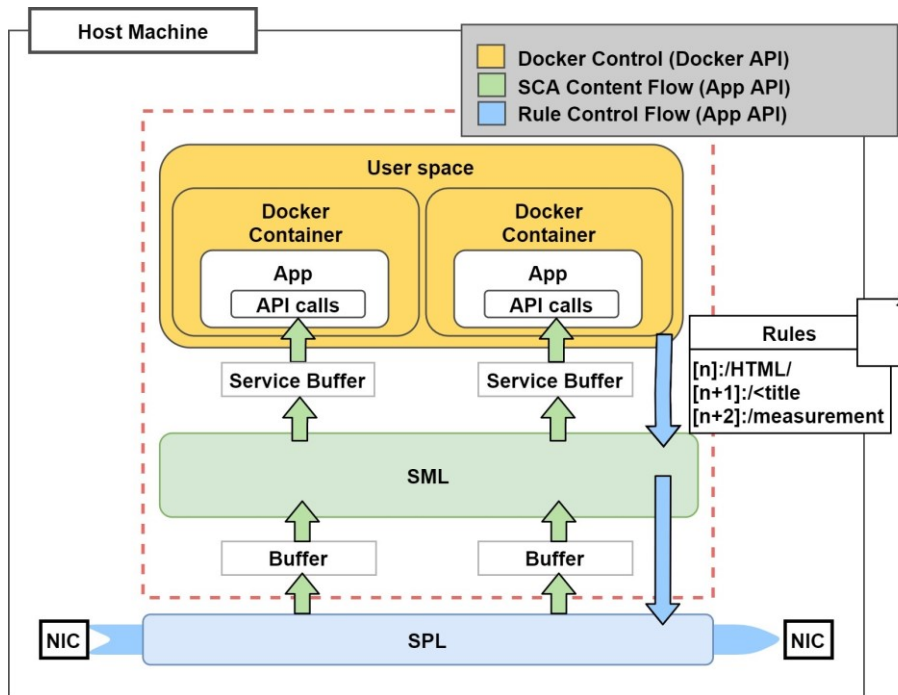 Host Machine
Docker Control (Docker API)
SCA Content Flow (App API)
Rule Control Flow (App API)
User space
Docker
Container
App
API calls
Docker
Container
App
API calls
Service Buffer
Service Buffer
Rules
[n]:/HTML/
[n+1]:/<title
[n+2]:/measurement
SML
Buffer
Buffer
NIC
SPL
NIC